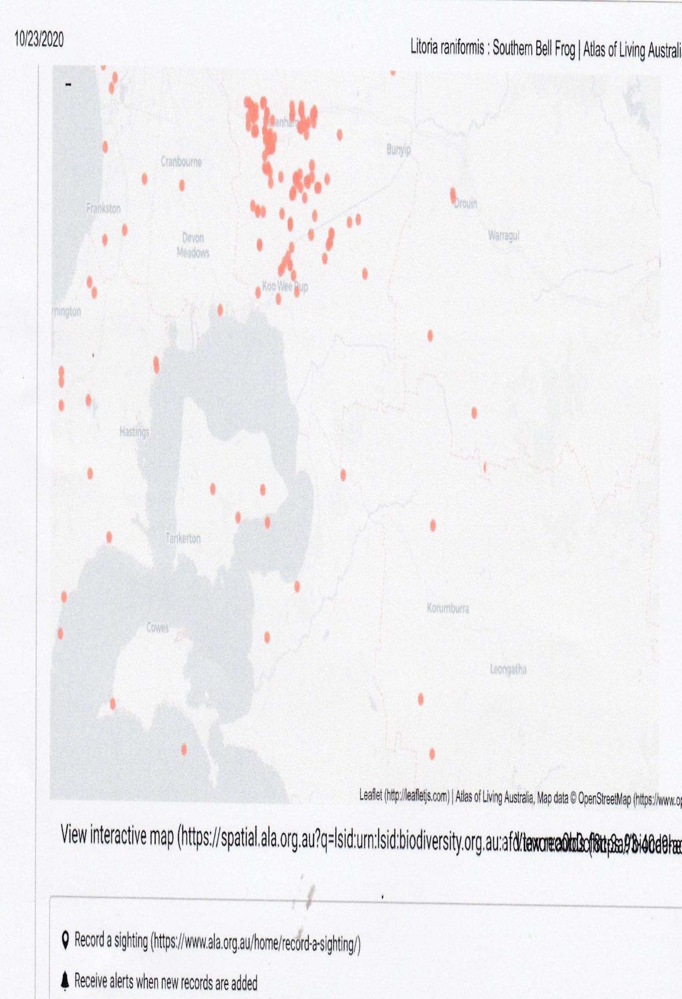 10/23/2020
Litoria raniformis : Southern Bell Frog | Atlas of Living Australi
–
enham
Bunyip
Cranbourne
Drouin
Frankston
Warragul
Devon
Meadows
Koo Wee Rup
rnington
Hastings
Tankerton
Korumburra
Cowes
Leongatha
Leaflet (http://leafletjs.com) | Atlas of Living Australia, Map data © OpenStreetMap (https://www.op
View interactive map (https://spatial.ala.org.au?q=lsid:urn:lsid:biodiversity.org.au:afd
Record a sighting (https://www.ala.org.au/home/record-a-sighting/)
Receive alerts when new records are added